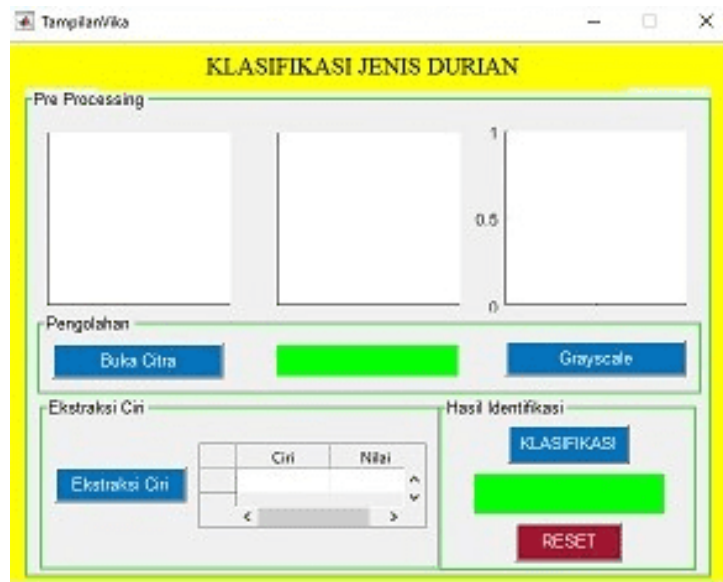 TampilanVika
KLASIFIKASI JENIS DURIAN
Pre Processing
1
0.5
0
Pengolahan
Buka Citra
Grayscale
Ekstraksi Ciri
Ekstraksi Ciri
Ciri Nilai
Hasil Identifikasi
KLASIFIKASI
RESET